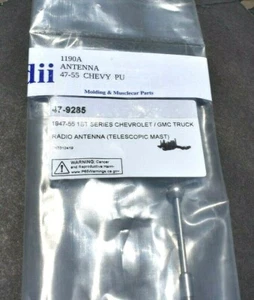 1190A
ANTENNA
dii 47-55 CHEVY PU
Molding & Musclecar Parts
47-9285
1947-55 1ST SERIES CHEVROLET / GMC TRUCK
RADIO ANTENNA (TELESCOPIC MAST)
WARNING: Cancer
and Reproductive Harm
www.P65Warnings.ca.gov